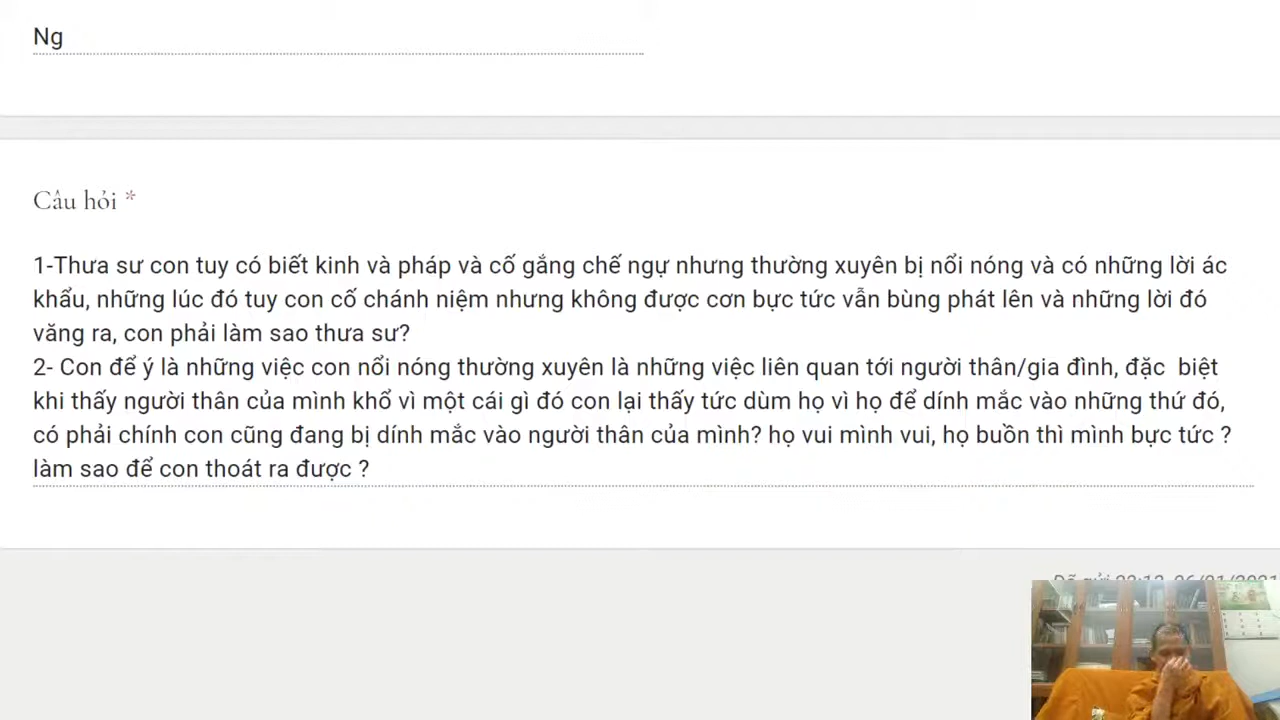 Ng
Câu hỏi *
1-Thưa sư con tuy có biết kinh và pháp và cố gắng chế ngự nhưng thường xuyên bị nổi nóng và có những lời ác
khẩu, những lúc đó tuy con cố chánh niệm nhưng không được cơn bực tức vẫn bùng phát lên và những lời đó
văng ra, con phải làm sao thưa sư?
2- Con để ý là những việc con nổi nóng thường xuyên là những việc liên quan tới người thân/gia đình, đặc  biệt
khi thấy người thân của mình khổ vì một cái gì đó con lại thấy tức dùm họ vì họ để dính mắc vào những thứ đó,
có phải chính con cũng đang bị dính mắc vào người thân của mình? họ vui mình vui, họ buồn thì mình bực tức ?
làm sao để con thoát ra được ?
Đã gửi